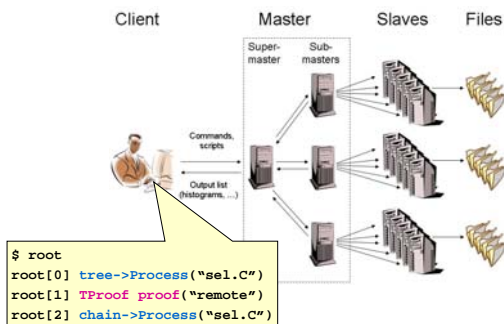 Client
Master
Slaves
Files
Super-
master
Sub-
masters
Commands,
scripts
Output list
(histograms, ...)
$ root
root[0] tree->Process(“sel.C”)
root[1] TProof proof(“remote”)
root[2] chain->Process(“sel.C”)